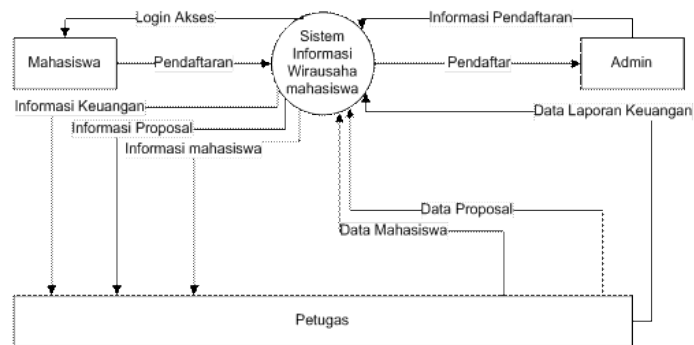 Login Akses
Informasi Pendaftaran
Mahasiswa
Pendaftaran
Sistem
Informasi
Wirausaha
mahasiswa
Pendaftar
Admin
Informasi Keuangan
Data Laporan Keuangan
Informasi Proposal
Informasi mahasiswa
Data Proposal
Data Mahasiswa
Petugas